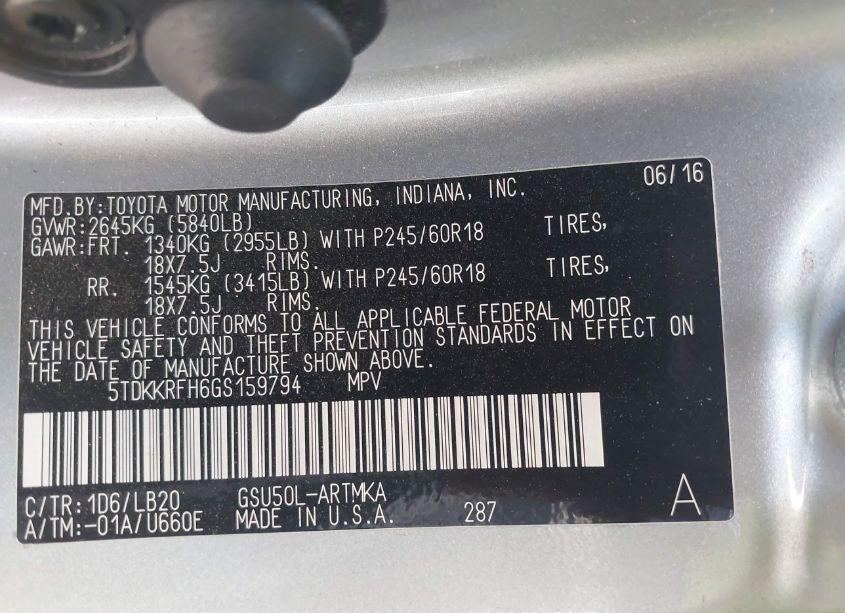 MFD.BY:TOYOTA MOTOR MANUFACTURING, INDIANA, INC. 06/16
GVWR:2645KG (5840LB)
GAWR:FRT. 1340KG (2955LB) WITH P245/60R18 TIRES,
18X7.5J RIMS.
RR. 1545KG (3415LB) WITH P245/60R18 TIRES,
18X7.5J RIMS.
THIS VEHICLE CONFORMS TO ALL APPLICABLE FEDERAL MOTOR
VEHICLE SAFETY AND THEFT PREVENTION STANDARDS IN EFFECT ON
THE DATE OF MANUFACTURE SHOWN ABOVE.
5TDKKRFH6GS159794 MPV
C/TR:1D6/LB20 GSU50L-ARTMKA
A/TM:-01A/U660E MADE IN U.S.A. 287 A